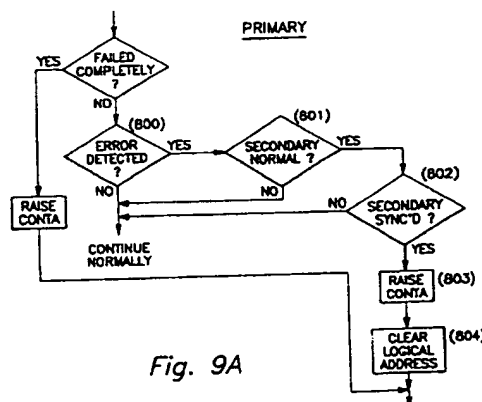 PRIMARY
YES
FAILED
COMPLETELY
?
NO
(800)
ERROR
DETECTED
?
YES
NO
(801)
SECONDARY
NORMAL ?
YES
NO
(802)
SECONDARY
SYNC'D ?
NO
YES
RAISE
CONTA
CONTINUE
NORMALLY
RAISE
CONTA
(803)
CLEAR
LOGICAL
ADDRESS
(804)
Fig. 9A